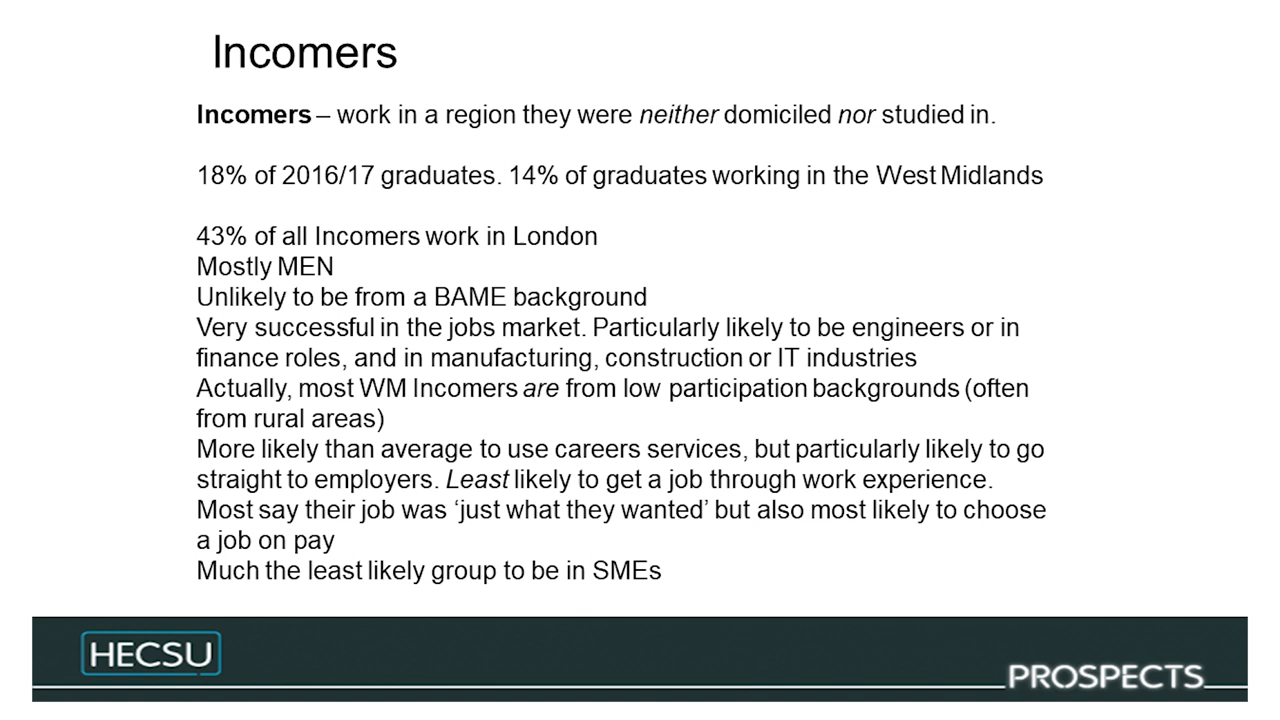 Incomers
Incomers – work in a region they were neither domiciled nor studied in.
18% of 2016/17 graduates. 14% of graduates working in the West Midlands
43% of all Incomers work in London
Mostly MEN
Unlikely to be from a BAME background
Very successful in the jobs market. Particularly likely to be engineers or in
finance roles, and in manufacturing, construction or IT industries
Actually, most WM Incomers are from low participation backgrounds (often
from rural areas)
More likely than average to use careers services, but particularly likely to go
straight to employers. Least likely to get a job through work experience.
Most say their job was ‘just what they wanted’ but also most likely to choose
a job on pay
Much the least likely group to be in SMEs
HECSU
PROSPECTS